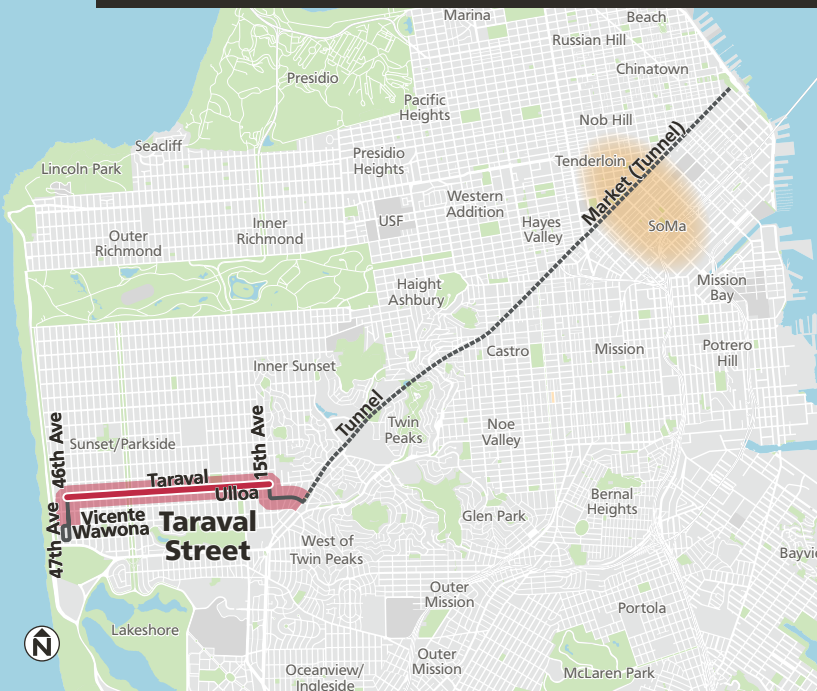 Marina
Beach
Russian Hill
Chinatown
Presidio
Pacific
Heights
Nob Hill
Seacliff
Presidio
Heights
Tenderloin
Market (Tunnel)
Lincoln Park
Western
Addition
USF
Inner
Richmond
Hayes
Valley
SoMa
Outer
Richmond
Haight
Ashbury
Mission
Bay
Castro
Mission
Potrero
Hill
Inner Sunset
Tunnel
Twin
Peaks
Noe
Valley
46th Ave
15th Ave
Sunset/Parkside
Taraval
Ulloa
47th Ave
Vicente
Wawona
Taraval
Street
Bernal
Heights
Glen Park
West of
Twin Peaks
Bayvie
Outer
Mission
Portola
Lakeshore
N
Outer
Mission
Oceanview/
Ingleside
McLaren Park